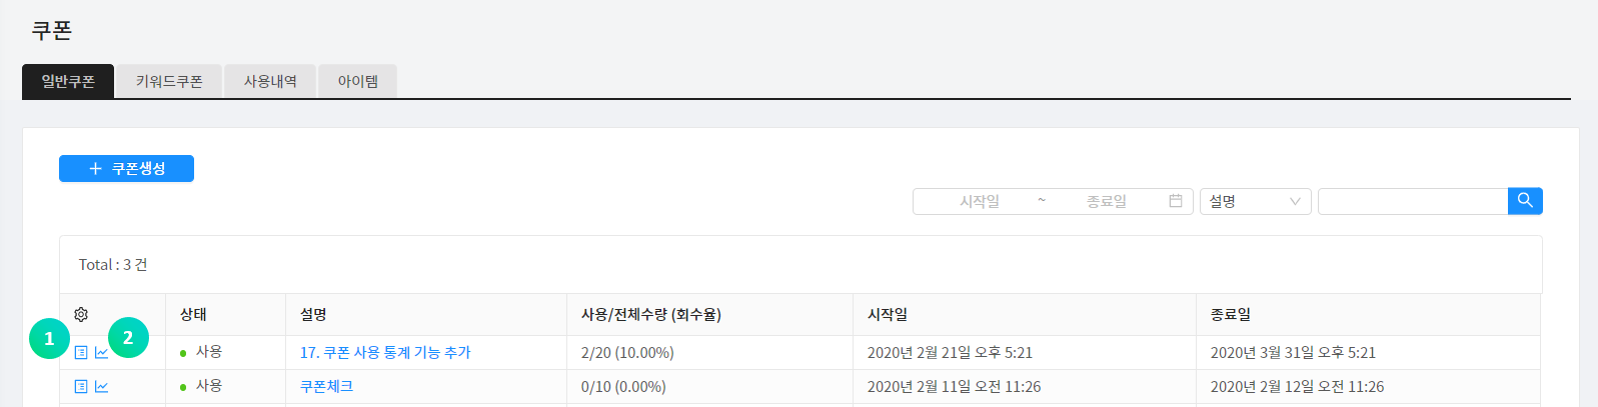 쿠폰
일반쿠폰 키워드쿠폰 사용내역 아이템
+ 쿠폰생성
시작일 ~ 종료일 설명
Total : 3 건
상태 설명 사용/전체수량 (회수율) 시작일 종료일
1 2
사용 17. 쿠폰 사용 통계 기능 추가 2/20 (10.00%) 2020년 2월 21일 오후 5:21 2020년 3월 31일 오후 5:21
사용 쿠폰체크 0/10 (0.00%) 2020년 2월 11일 오전 11:26 2020년 2월 12일 오전 11:26